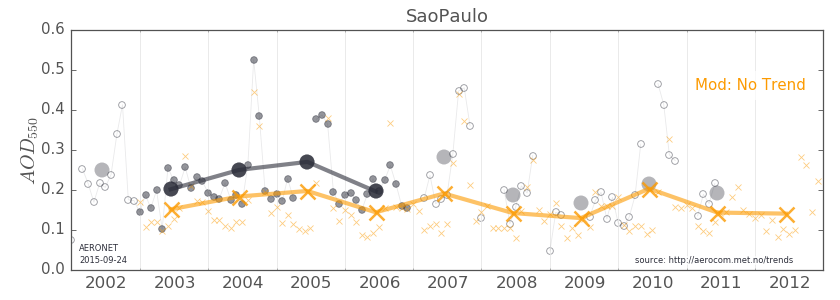 SaoPaulo
0.6
0.5
0.4
0.3
0.2
0.1
0.0
AOD550
Mod: No Trend
AERONET
2015-09-24
source: http://aerocom.met.no/trends
2002 2003 2004 2005 2006 2007 2008 2009 2010 2011 2012